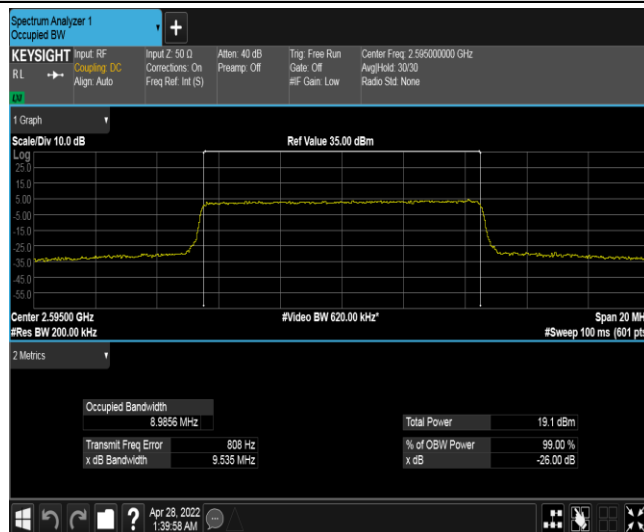 Spectrum Analyzer 1
Occupied BW
+
KEYSIGHT Input: RF Input Z: 50 Ω Atten: 40 dB Trig: Free Run Center Freq: 2.595000000 GHz
RL Coupling: DC Corrections: On Preamp: Off Gate: Off Avg|Hold: 30/30
Align: Auto Freq Ref: Int (S) #IF Gain: Low Radio Std: None
LXI
1 Graph
Scale/Div 10.0 dB Ref Value 35.00 dBm
Log
25.0
15.0
5.00
-5.00
-15.0
-25.0
-35.0
-45.0
-55.0
Center 2.59500 GHz #Video BW 620.00 kHz* Span 20 MH
#Res BW 200.00 kHz #Sweep 100 ms (601 pts
2 Metrics
Occupied Bandwidth
8.9856 MHz Total Power 19.1 dBm
Transmit Freq Error 808 Hz % of OBW Power 99.00 %
x dB Bandwidth 9.535 MHz x dB -26.00 dB
? Apr 28, 2022
1:39:58 AM